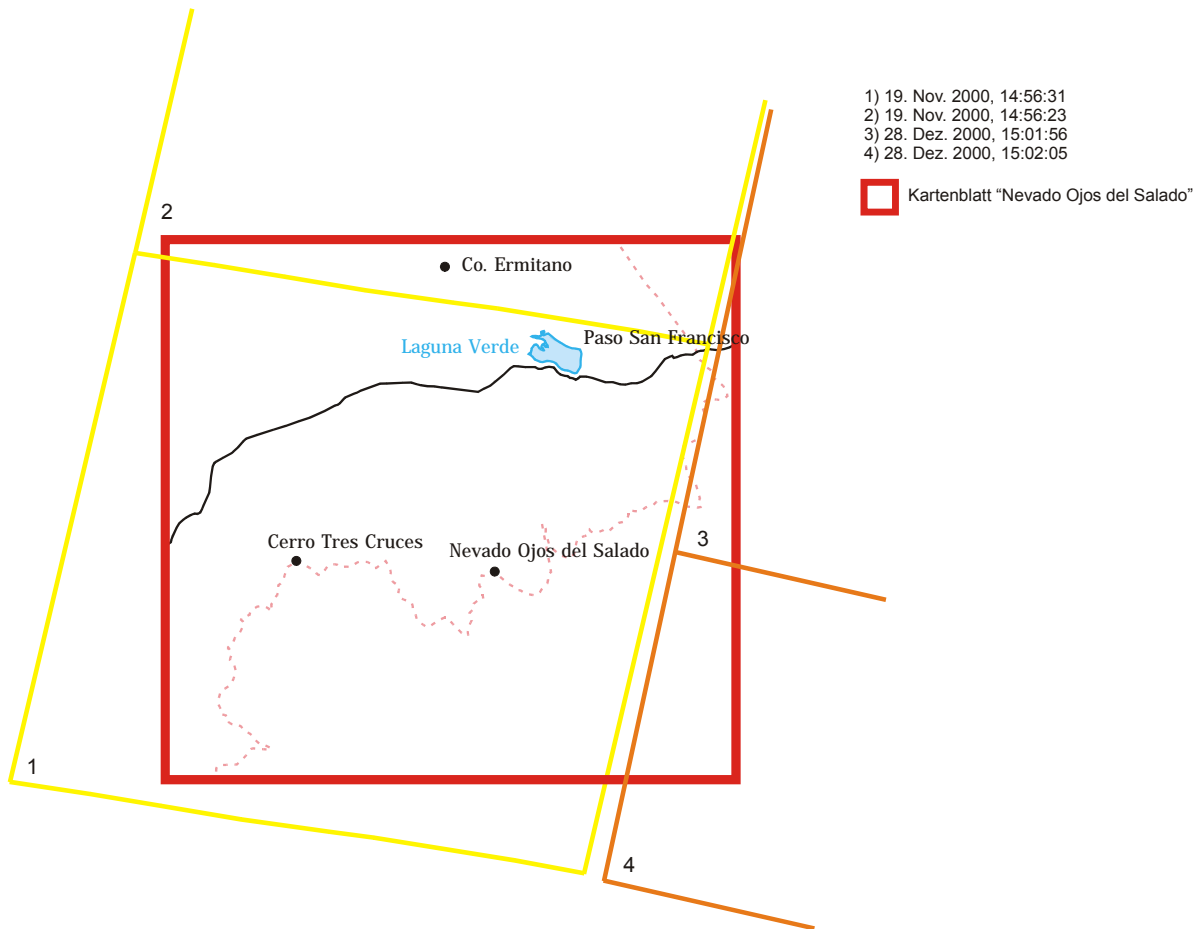 1) 19. Nov. 2000, 14:56:31
2) 19. Nov. 2000, 14:56:23
3) 28. Dez. 2000, 15:01:56
4) 28. Dez. 2000, 15:02:05
Kartenblatt “Nevado Ojos del Salado”
2
Co. Ermitano
Laguna Verde
Paso San Francisco
Cerro Tres Cruces
Nevado Ojos del Salado
3
1
4